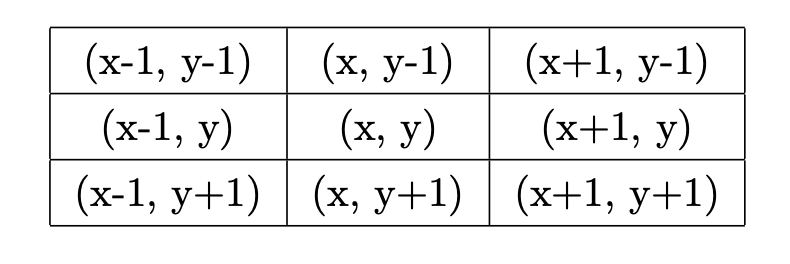 (x-1, y-1) (x, y-1) (x+1, y-1)
(x-1, y) (x, y) (x+1, y)
(x-1, y+1) (x, y+1) (x+1, y+1)